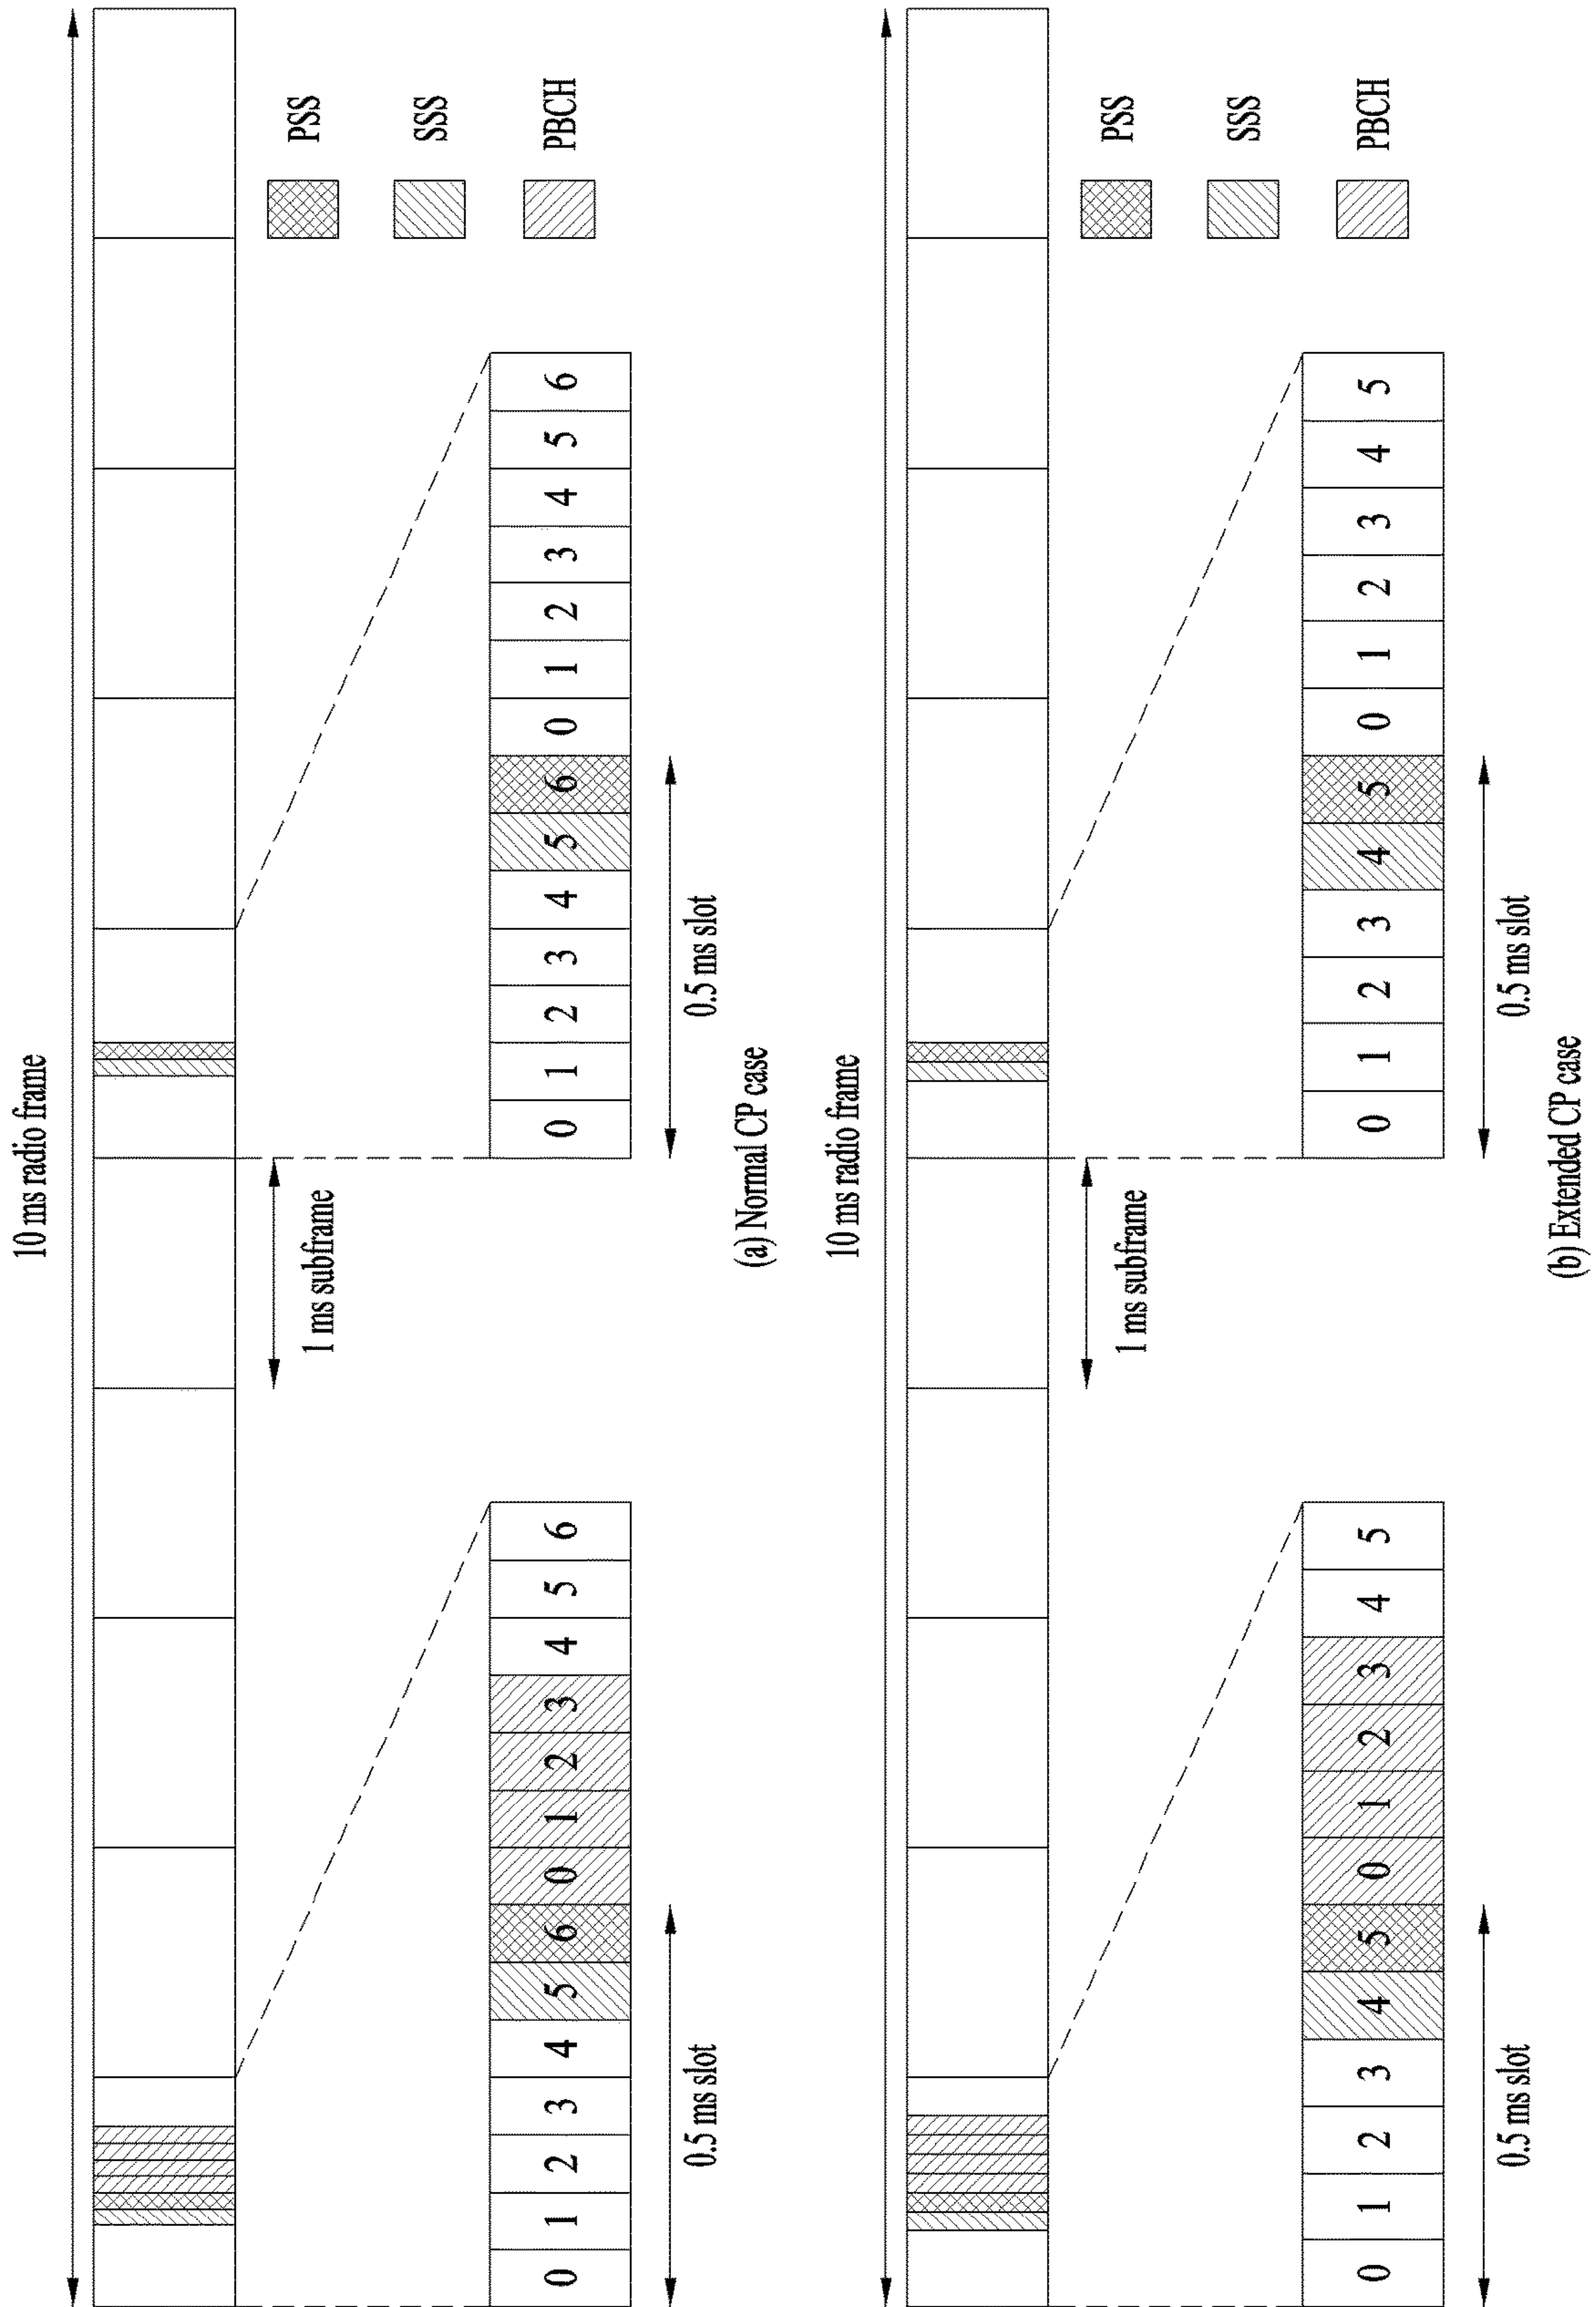 10 ms radio frame
1 ms subframe
PSS
SSS
PBCH
0 1 2 3 4 5 6 0 1 2 3 4 5 6
0 1 2 3 4 5 6 0 1 2 3 4 5 6
0.5 ms slot
0.5 ms slot
(a) Normal CP case
10 ms radio frame
1 ms subframe
PSS
SSS
PBCH
0 1 2 3 4 5 0 1 2 3 4 5
0 1 2 3 4 5 0 1 2 3 4 5
0.5 ms slot
0.5 ms slot
(b) Extended CP case